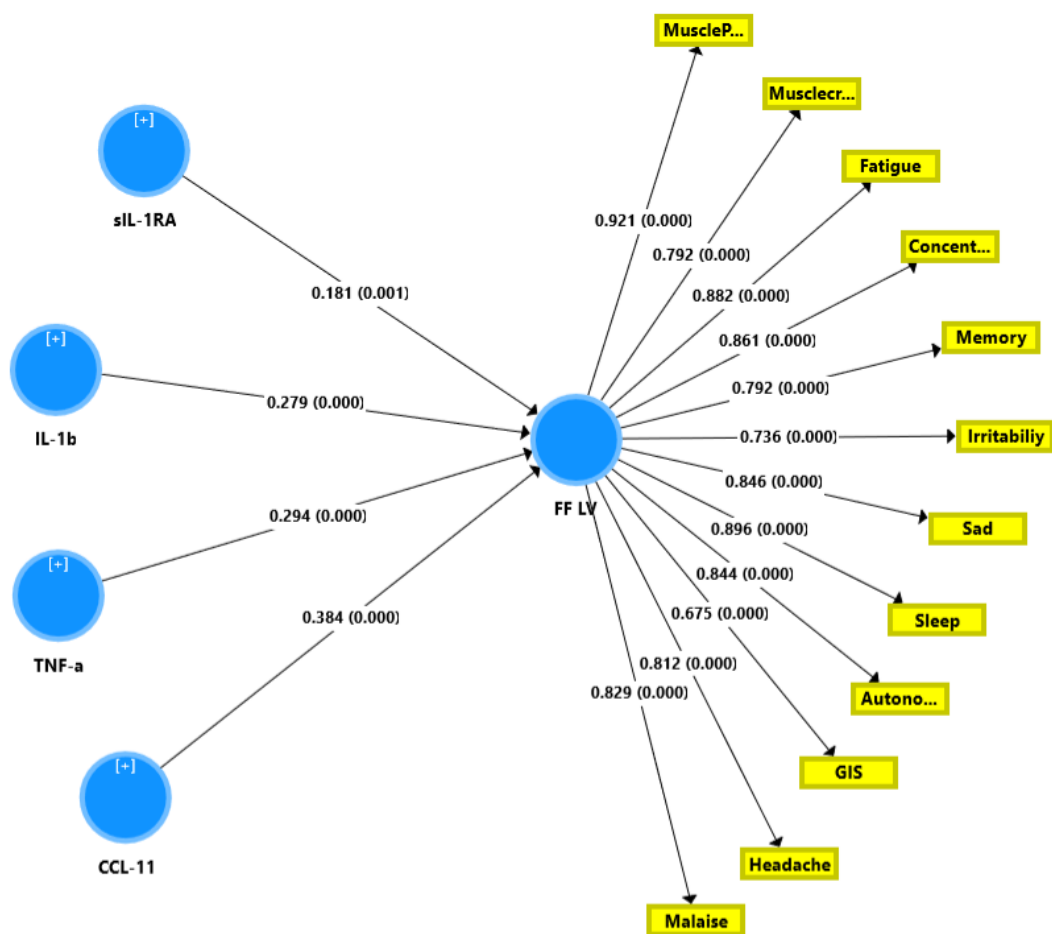 MuscleP...
Musclecr...
Fatigue
Concent...
Memory
Irritabiliy
Sad
Sleep
Autono...
GIS
Headache
Malaise
[+]
sIL-1RA
[+]
IL-1b
[+]
TNF-a
[+]
CCL-11
FF LV
0.181 (0.001)
0.279 (0.000)
0.294 (0.000)
0.384 (0.000)
0.921 (0.000)
0.792 (0.000)
0.882 (0.000)
0.861 (0.000)
0.792 (0.000)
0.736 (0.000)
0.846 (0.000)
0.896 (0.000)
0.844 (0.000)
0.675 (0.000)
0.812 (0.000)
0.829 (0.000)